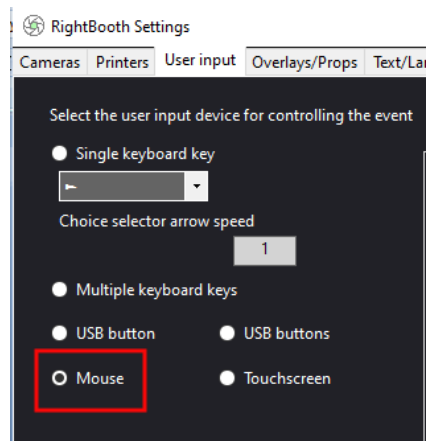 RightBooth Settings
Cameras Printers User input Overlays/Props Text/La
Select the user input device for controlling the event
Single keyboard key
Choice selector arrow speed
1
Multiple keyboard keys
USB button USB buttons
Mouse Touchscreen